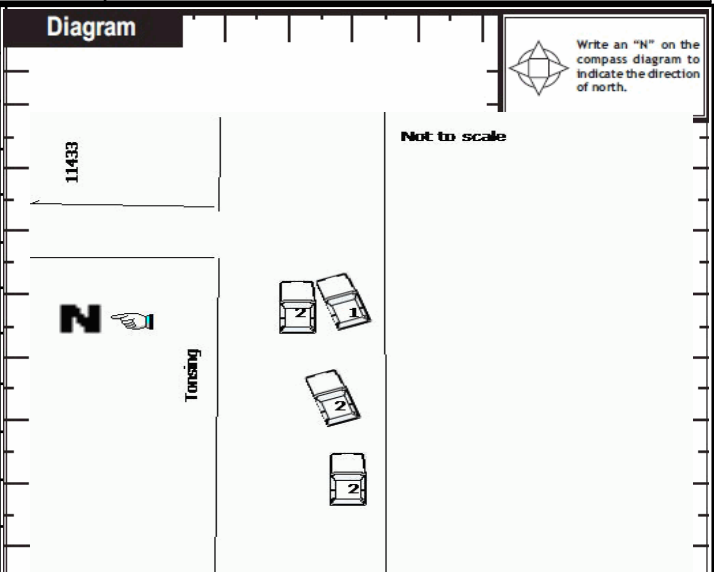 Diagram
Write an “N” on the
compass diagram to
indicate the direction
of north.
Not to scale
11433
N
Tonsing
2
1
2
2